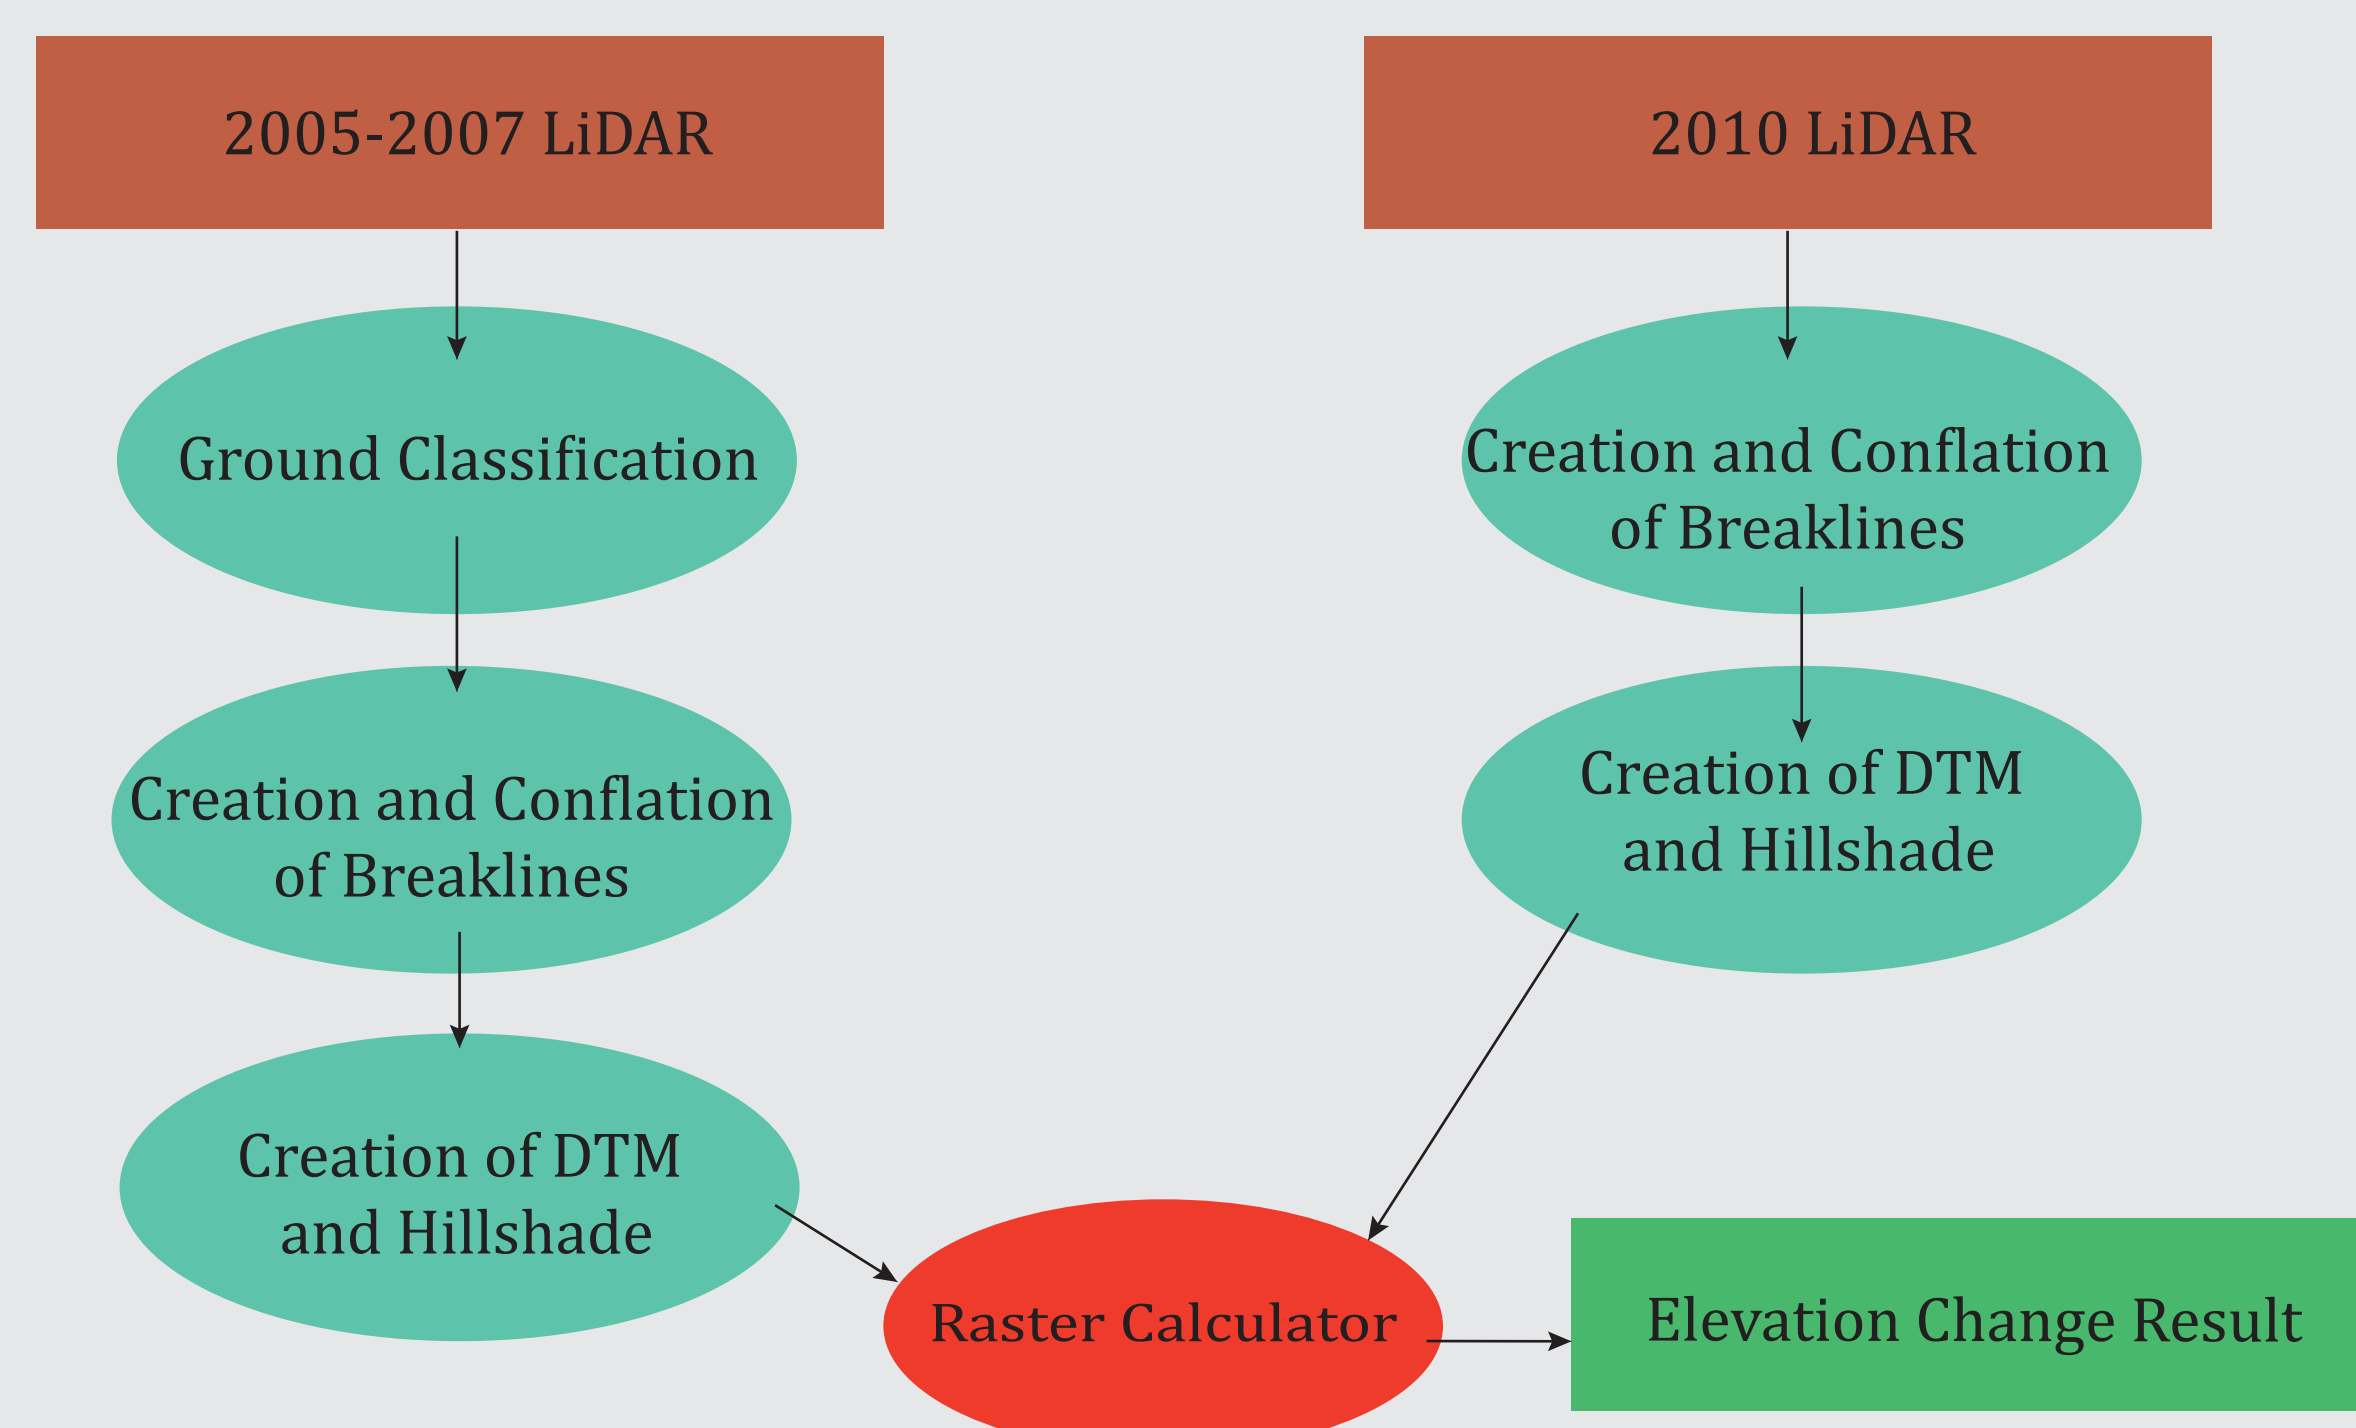 2005-2007 LiDAR
2010 LiDAR
Ground Classification
Creation and Conflation
of Breaklines
Creation and Conflation
of Breaklines
Creation of DTM
and Hillshade
Creation of DTM
and Hillshade
Raster Calculator
Elevation Change Result